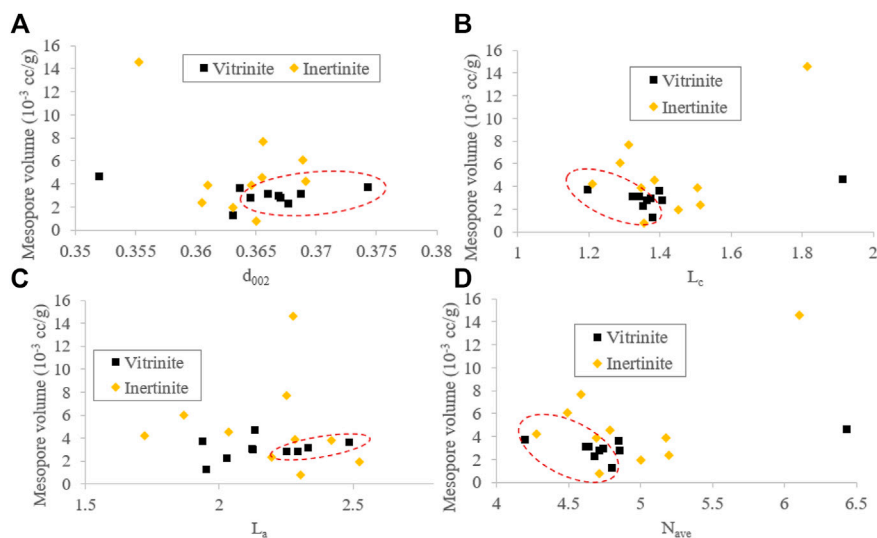 A
Mesopore volume (10⁻³ cc/g)
16
14
12
10
8
6
4
2
0
Vitrinite Inertinite
0.35 0.355 0.36 0.365 0.37 0.375 0.38
d₀₀₂
B
Mesopore volume (10⁻³ cc/g)
16
14
12
10
8
6
4
2
0
Vitrinite
Inertinite
1 1.2 1.4 1.6 1.8 2
L_c
C
Mesopore volume (10⁻³ cc/g)
16
14
12
10
8
6
4
2
0
Vitrinite
Inertinite
1.5 2 2.5
L_a
D
Mesopore volume (10⁻³ cc/g)
16
14
12
10
8
6
4
2
0
Vitrinite
Inertinite
4 4.5 5 5.5 6 6.5
N_ave